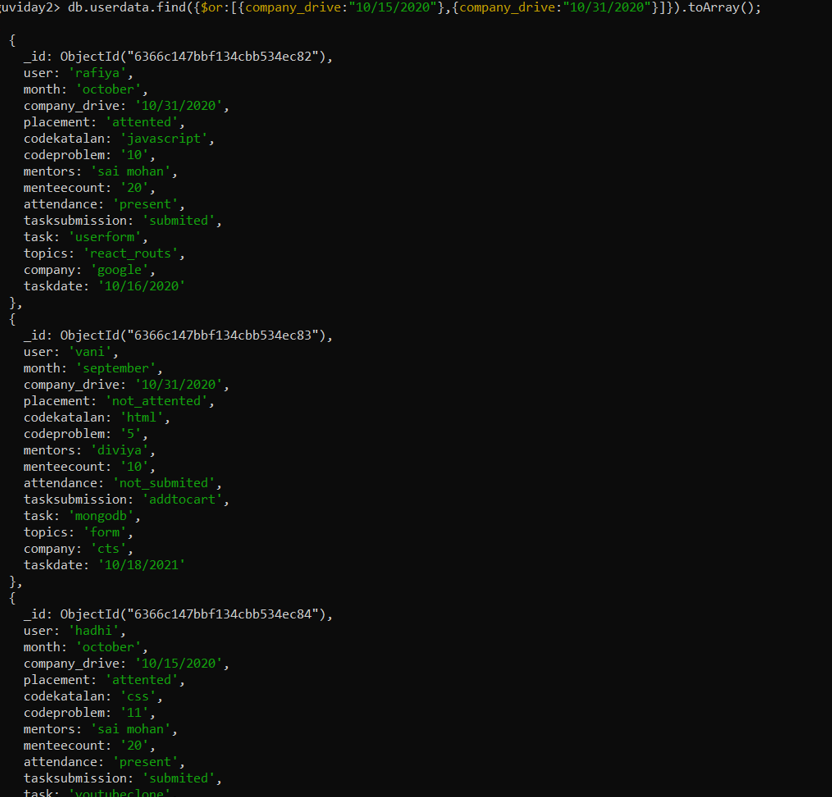 guviday2> db.userdata.find({$or:[{company_drive:"10/15/2020"},{company_drive:"10/31/2020"}]}).toArray();
{
_id: ObjectId("6366c147bbf134cbb534ec82"),
user: 'rafiya',
month: 'october',
company_drive: '10/31/2020',
placement: 'attented',
codekatalan: 'javascript',
codeproblem: '10',
mentors: 'sai mohan',
menteecount: '20',
attendance: 'present',
tasksubmission: 'submited',
task: 'userform',
topics: 'react_routs',
company: 'google',
taskdate: '10/16/2020'
},
{
_id: ObjectId("6366c147bbf134cbb534ec83"),
user: 'vani',
month: 'september',
company_drive: '10/31/2020',
placement: 'not_attented',
codekatalan: 'html',
codeproblem: '5',
mentors: 'diviya',
menteecount: '10',
attendance: 'not_submited',
tasksubmission: 'addtocart',
task: 'mongodb',
topics: 'form',
company: 'cts',
taskdate: '10/18/2021'
},
{
_id: ObjectId("6366c147bbf134cbb534ec84"),
user: 'hadhi',
month: 'october',
company_drive: '10/15/2020',
placement: 'attented',
codekatalan: 'css',
codeproblem: '11',
mentors: 'sai mohan',
menteecount: '20',
attendance: 'present',
tasksubmission: 'submited',
task: 'youtubeclone'